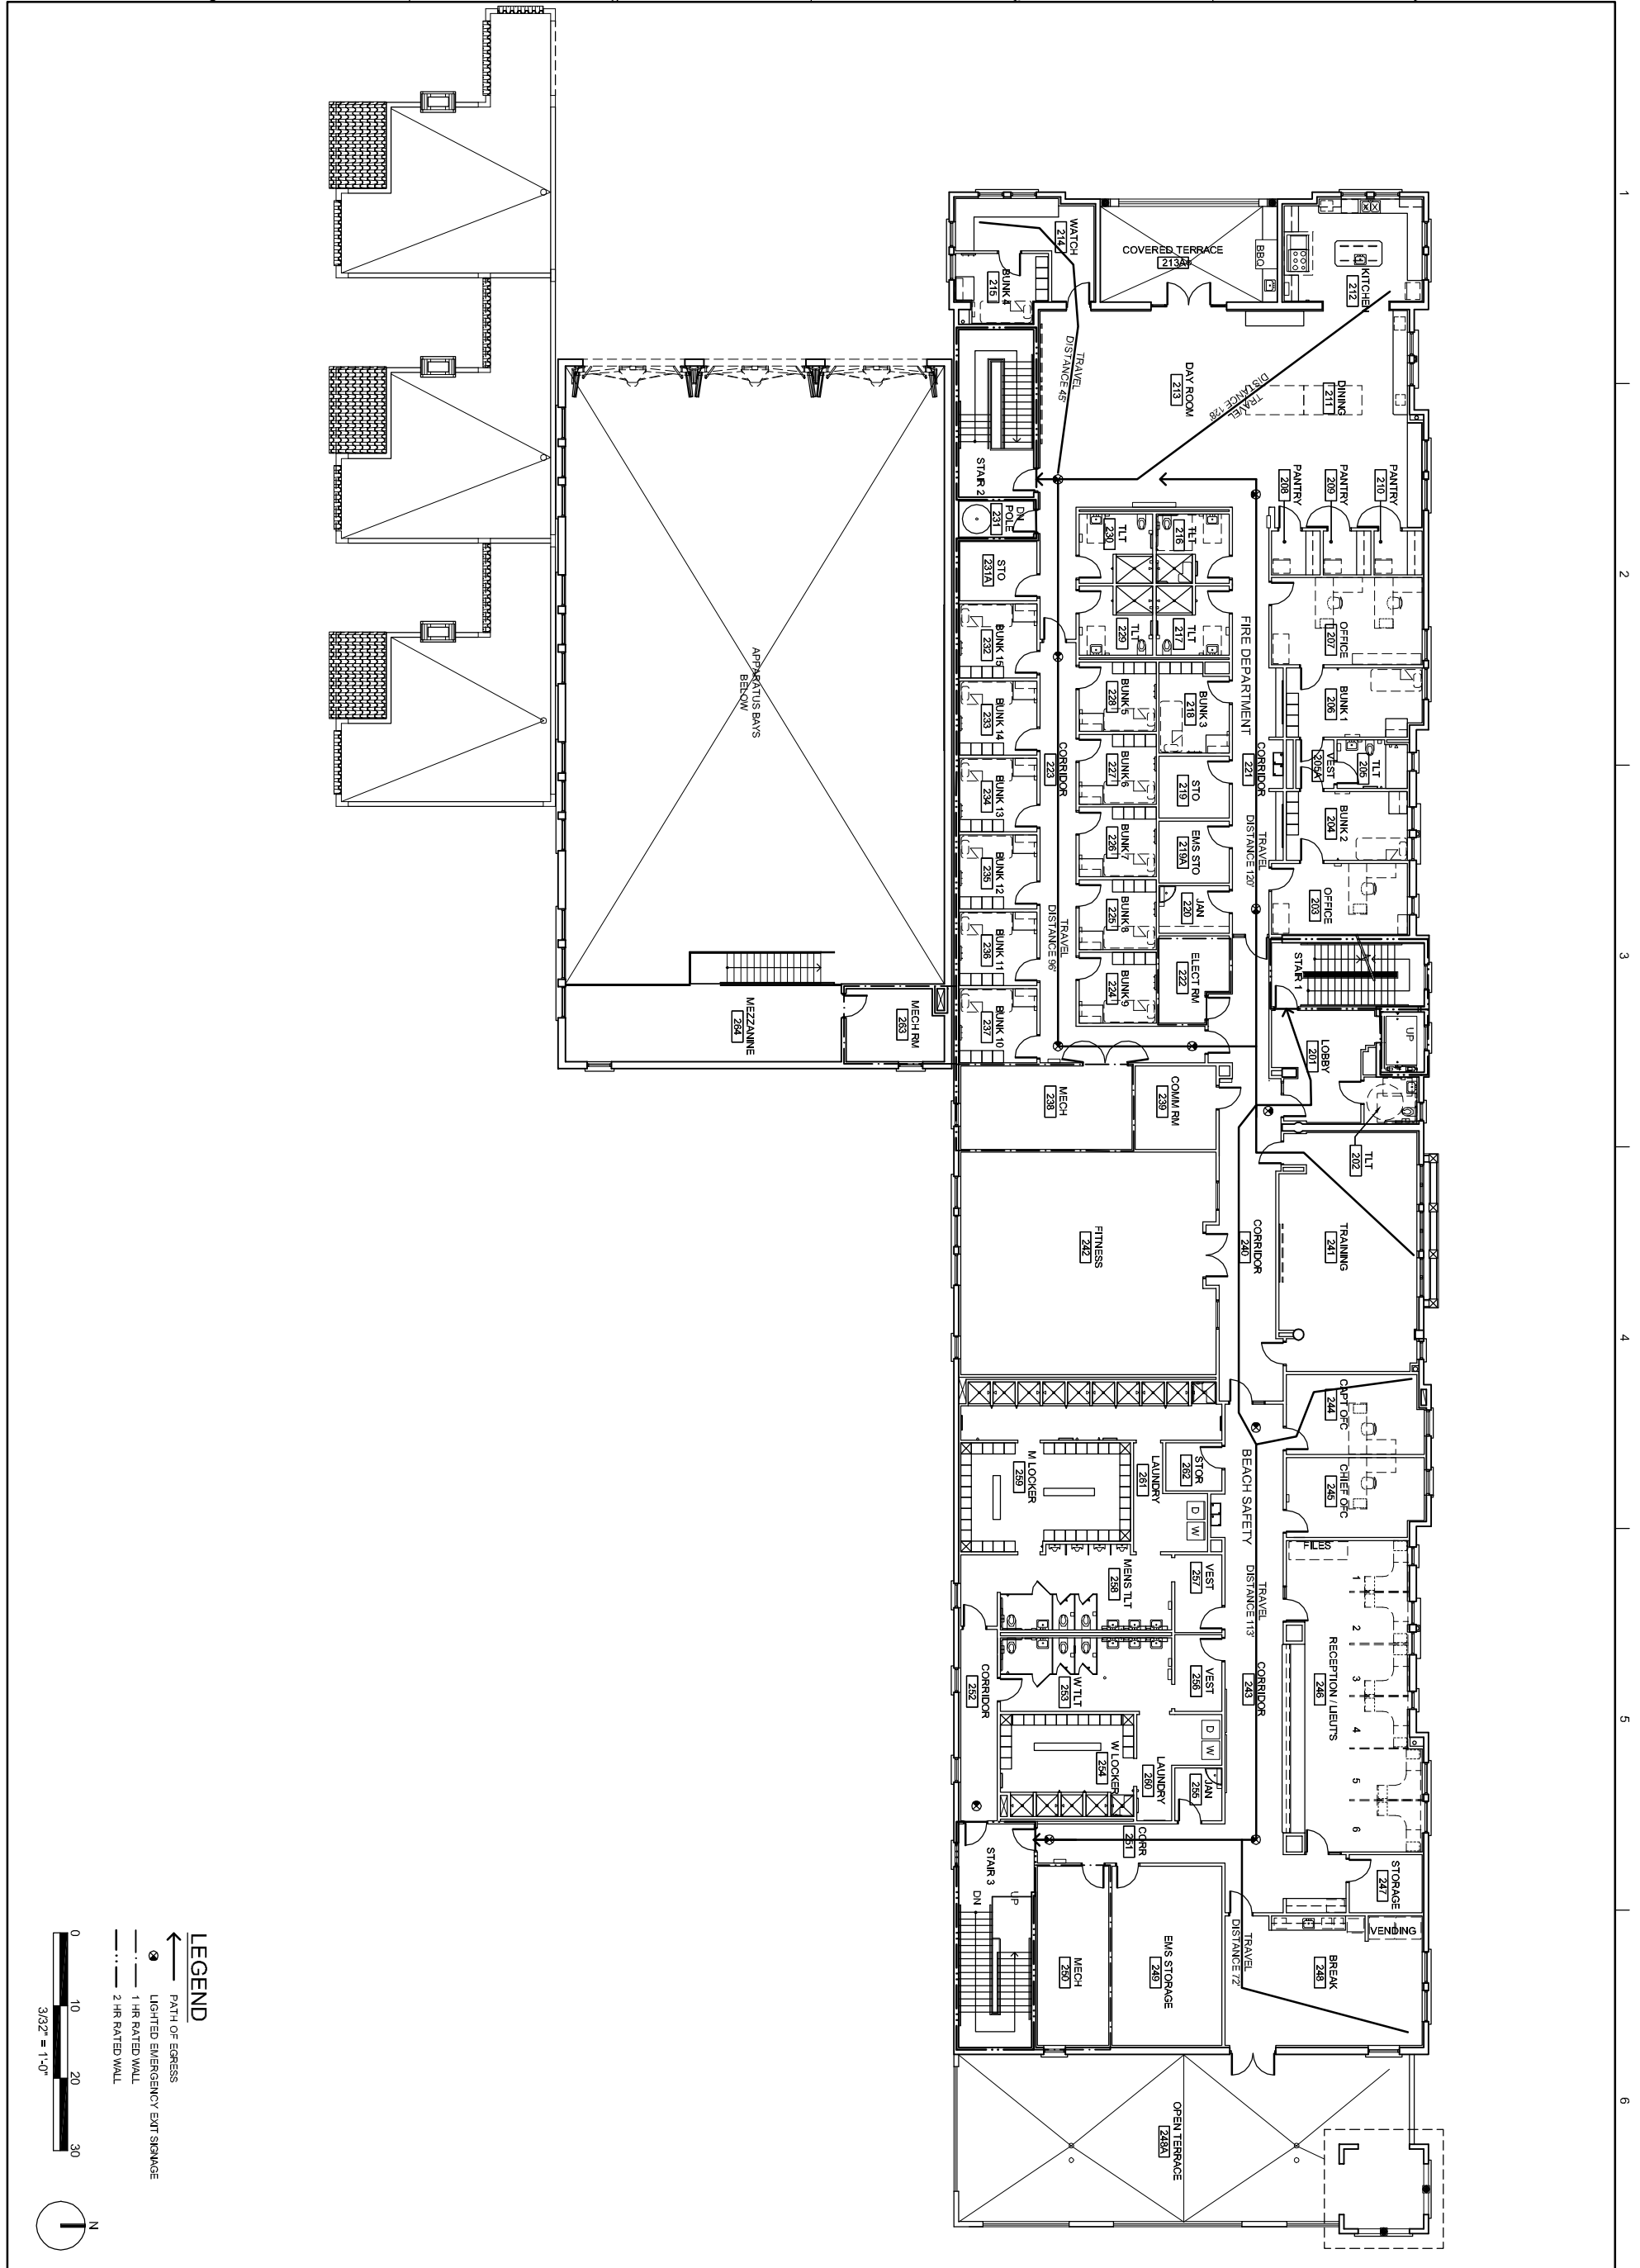 1
2
3
4
5
6
WATCH
214
BUNK 4
215
COVERED TERRACE
213A
BBQ
KITCHEN
212
TRAVEL
DISTANCE 45'
DAY ROOM
213
DINING
211
TRAVEL
DISTANCE 128'
STAIR 2
PANTRY
208
PANTRY
209
PANTRY
210
DN
POLE
231
STO
231A
TLT
230
TLT
216
TLT
229
TLT
217
OFFICE
207
FIRE DEPARTMENT
BUNK 15
232
BUNK 14
233
BUNK 13
234
BUNK 12
235
BUNK 11
236
BUNK 10
237
CORRIDOR
223
TRAVEL
DISTANCE 96'
BUNK 5
228
BUNK 6
227
BUNK 7
226
BUNK 8
225
BUNK 9
224
BUNK 3
218
STO
219
EMS STO
219A
JAN
220
ELECT RM
222
CORRIDOR
221
TRAVEL
DISTANCE 120'
BUNK 1
206
VEST
205A
TLT
205
BUNK 2
204
OFFICE
203
STAIR 1
UP
LOBBY
201
TLT
202
APPARATUS BAYS
BELOW
MEZZANINE
264
MECH RM
263
MECH
238
COMM RM
239
FITNESS
242
CORRIDOR
240
TRAINING
241
CAPT OFC
244
CHIEF OFC
245
BEACH SAFETY
STOR
262
LAUNDRY
261
M LOCKER
259
D
W
MENS TLT
258
VEST
257
TRAVEL
DISTANCE 113'
FILES
1
2
3
4
5
6
RECEPTION / LIEUT'S
246
CORRIDOR
243
VEST
256
W TLT
253
CORRIDOR
252
D
W
W LOCKER
254
LAUNDRY
260
JAN
255
CORR
251
STAIR 3
DN
UP
STORAGE
247
VENDING
BREAK
248
TRAVEL
DISTANCE 72'
EMS STORAGE
249
MECH
250
OPEN TERRACE
248A
LEGEND
PATH OF EGRESS
LIGHTED EMERGENCY EXIT SIGNAGE
1 HR RATED WALL
2 HR RATED WALL
0
10
20
30
3/32" = 1'-0"
N